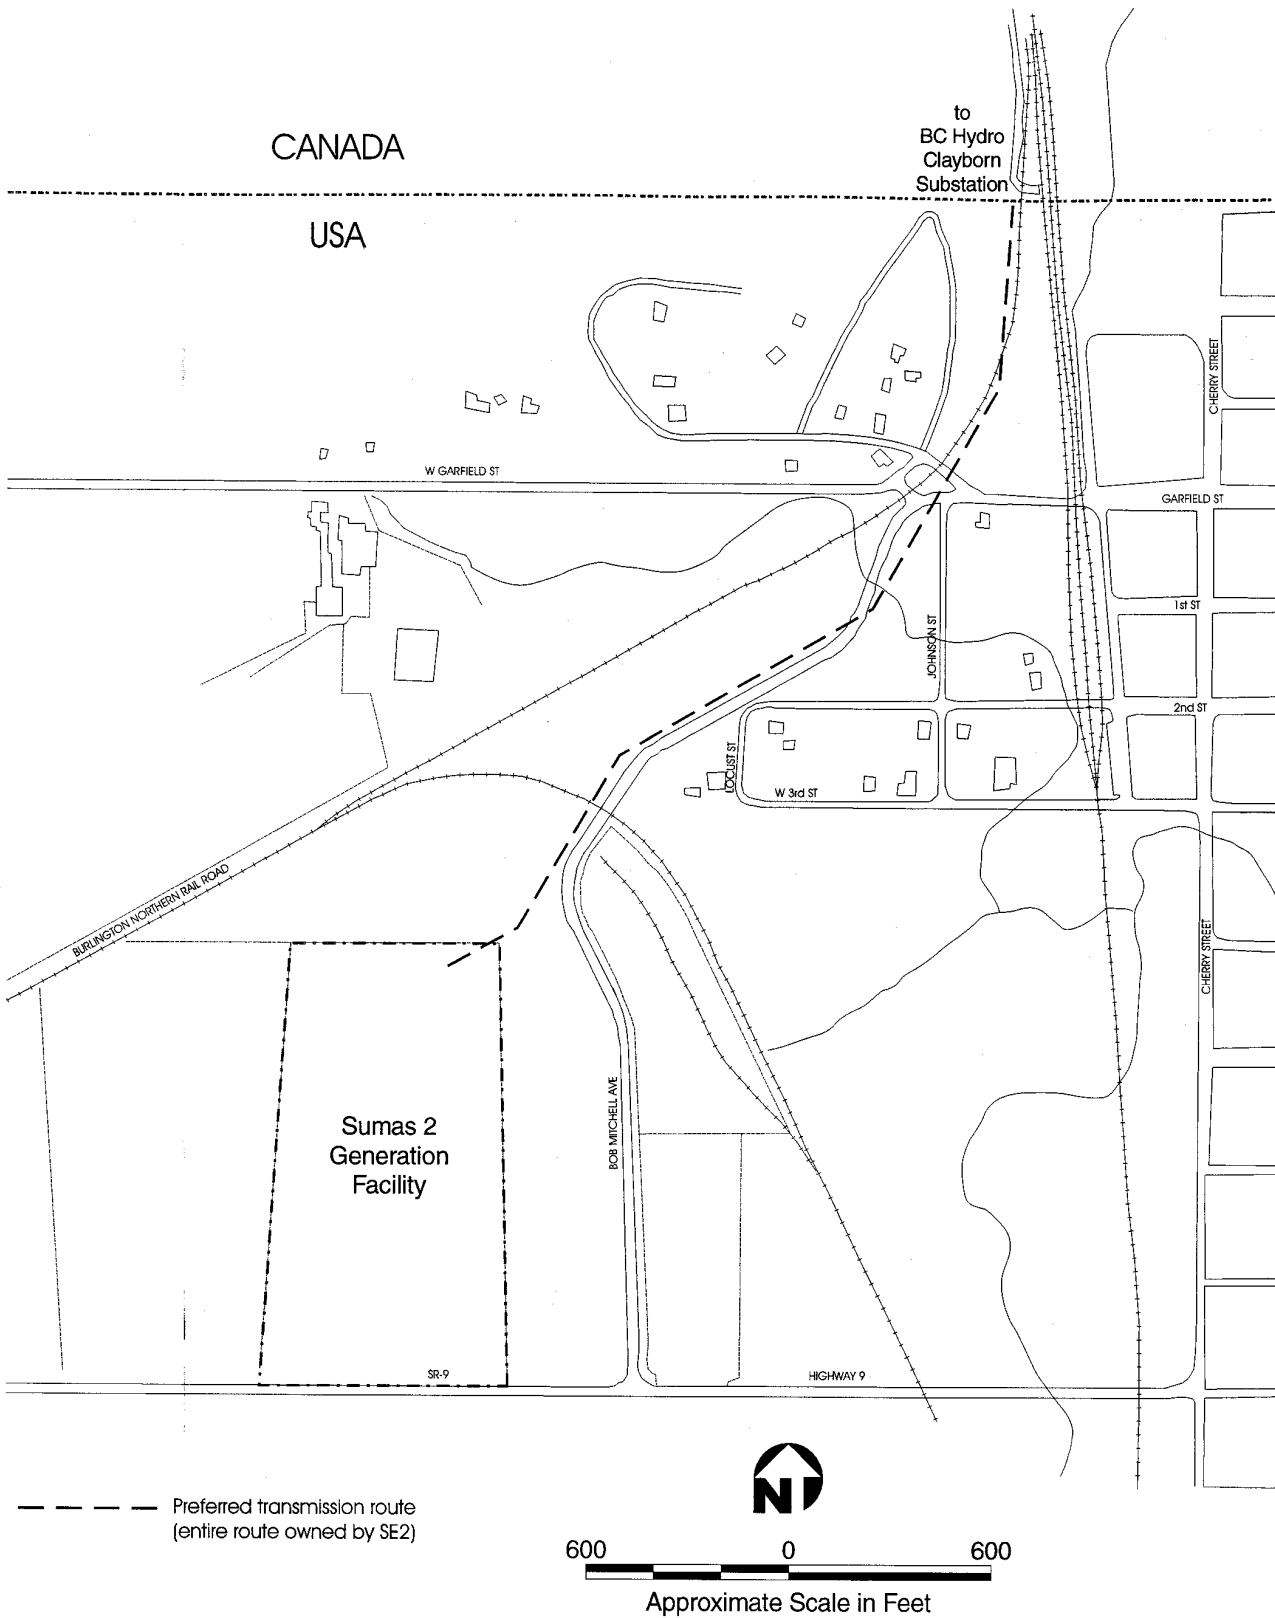 to
BC Hydro
Clayborn
Substation
CANADA
USA
CHERRY STREET
W GARFIELD ST
GARFIELD ST
1st ST
JOHNSON ST
2nd ST
LOCUST ST
W 3rd ST
BURLINGTON NORTHERN RAIL ROAD
CHERRY STREET
Sumas 2
Generation
Facility
BOB MITCHELL AVE
SR-9
HIGHWAY 9
N
Preferred transmission route
(entire route owned by SE2)
600 0 600
Approximate Scale in Feet